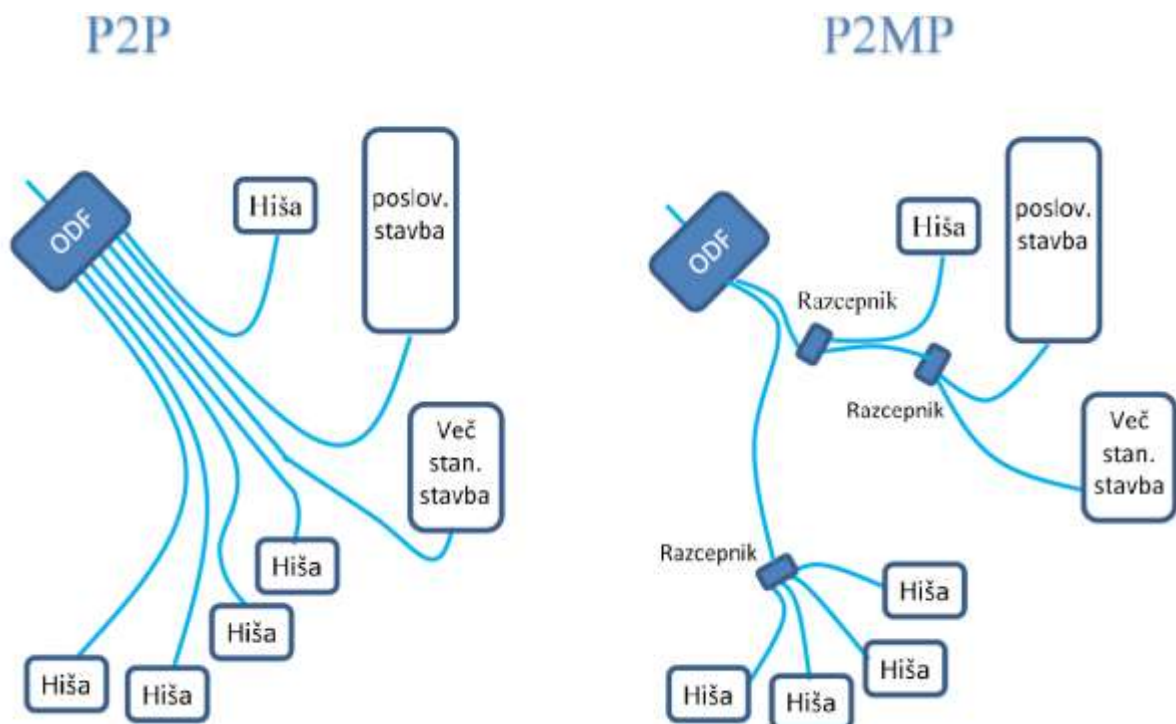 P2P
ODF
Hiša
poslov.
stavba
Več
stan.
stavba
Hiša
Hiša
Hiša
Hiša
P2MP
ODF
Hiša
poslov.
stavba
Razcepnik
Razcepnik
Več
stan.
stavba
Razcepnik
Hiša
Hiša
Hiša
Hiša